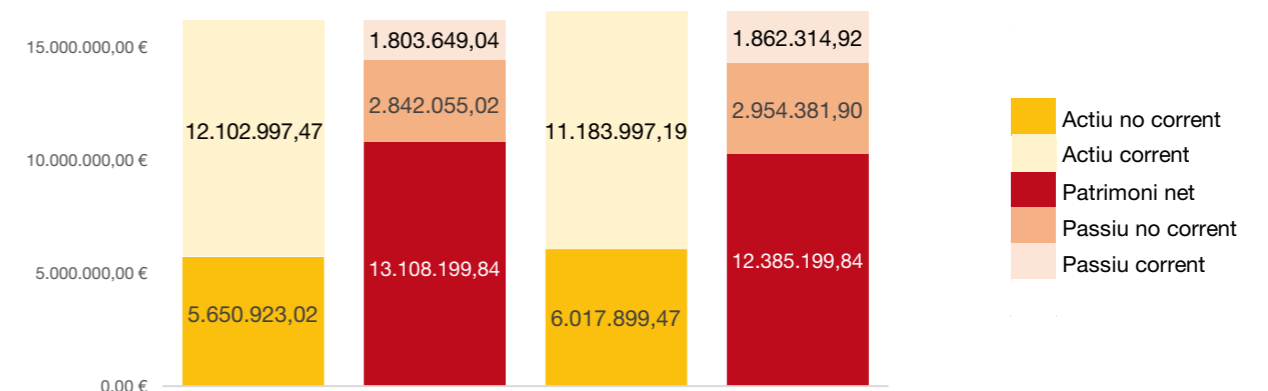 15.000.000,00 €
10.000.000,00 €
5.000.000,00 €
0,00 €
12.102.997,47
5.650.923,02
1.803.649,04
2.842.055,02
13.108.199,84
11.183.997,19
6.017.899,47
1.862.314,92
2.954.381,90
12.385.199,84
Actiu no corrent
Actiu corrent
Patrimoni net
Passiu no corrent
Passiu corrent